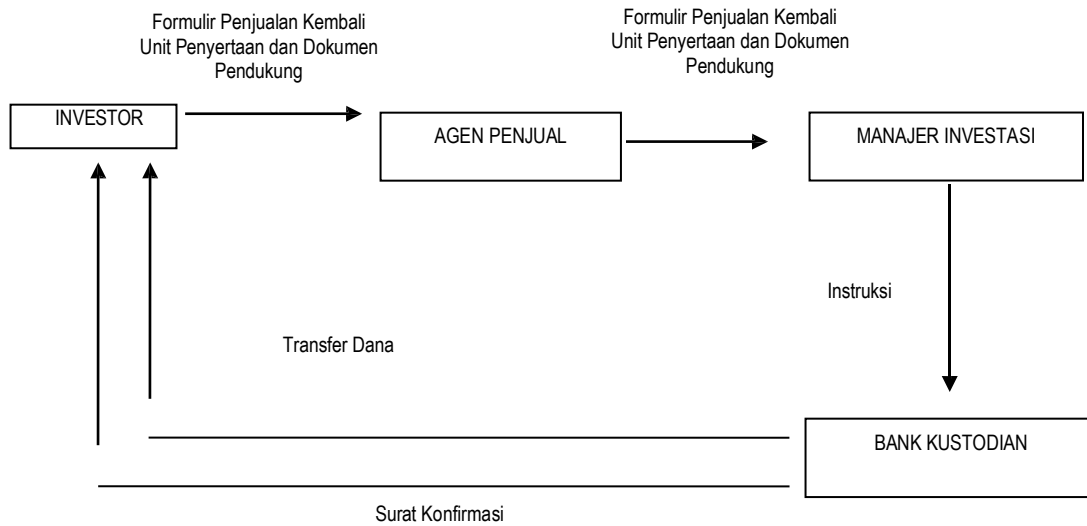 Formulir Penjualan Kembali
Unit Penyertaan dan Dokumen
Pendukung
Formulir Penjualan Kembali
Unit Penyertaan dan Dokumen
Pendukung
INVESTOR
AGEN PENJUAL
MANAJER INVESTASI
Instruksi
Transfer Dana
BANK KUSTODIAN
Surat Konfirmasi